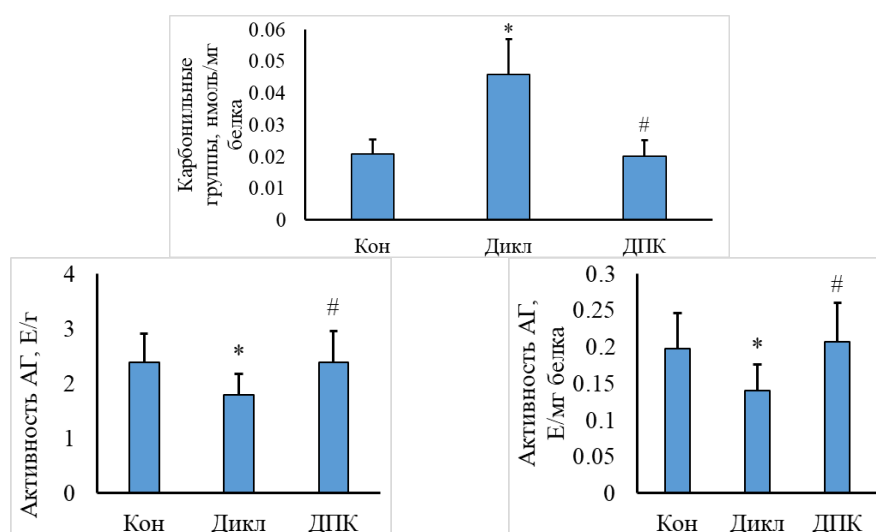 Карбонильные
группы, нмоль/мг
белка
0.06
0.05
0.04
0.03
0.02
0.01
0
*
#
Кон Дикл ДПК
Активность АГ, Е/г
4
3
2
1
0
*
#
Кон Дикл ДПК
Активность АГ,
Е/мг белка
0.3
0.25
0.2
0.15
0.1
0.05
0
*
#
Кон Дикл ДПК